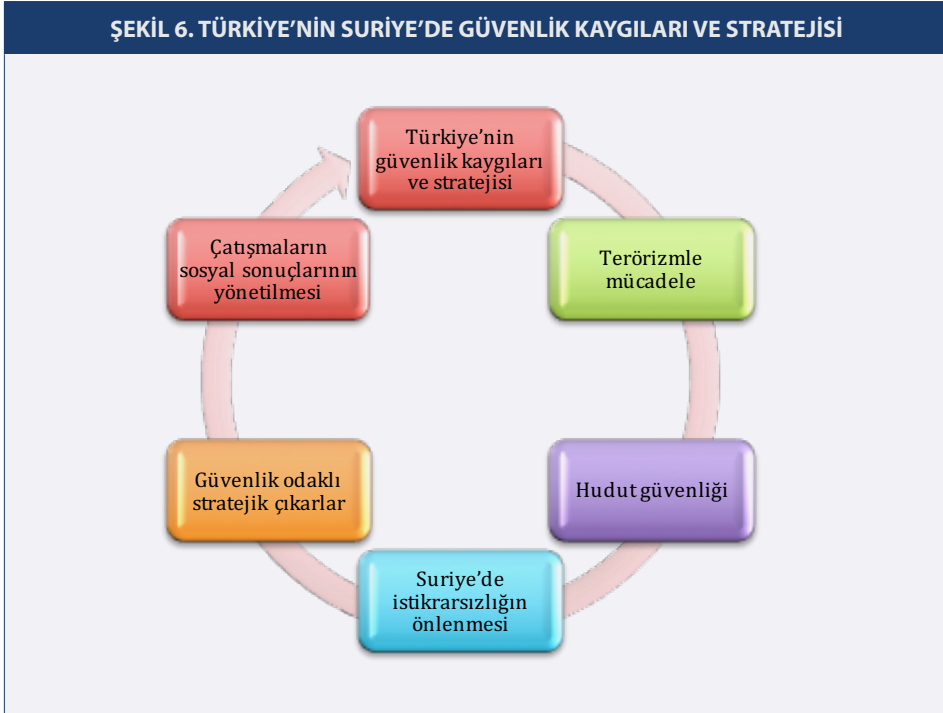 ŞEKİL 6. TÜRKİYE’NİN SURİYE’DE GÜVENLİK KAYGILARI VE STRATEJİSİ
Türkiye’nin
güvenlik kaygıları
ve stratejisi
Terörizmle
mücadele
Hudut güvenliği
Suriye’de
istikrarsızlığın
önlenmesi
Güvenlik odaklı
stratejik çıkarlar
Çatışmaların
sosyal sonuçlarının
yönetilmesi